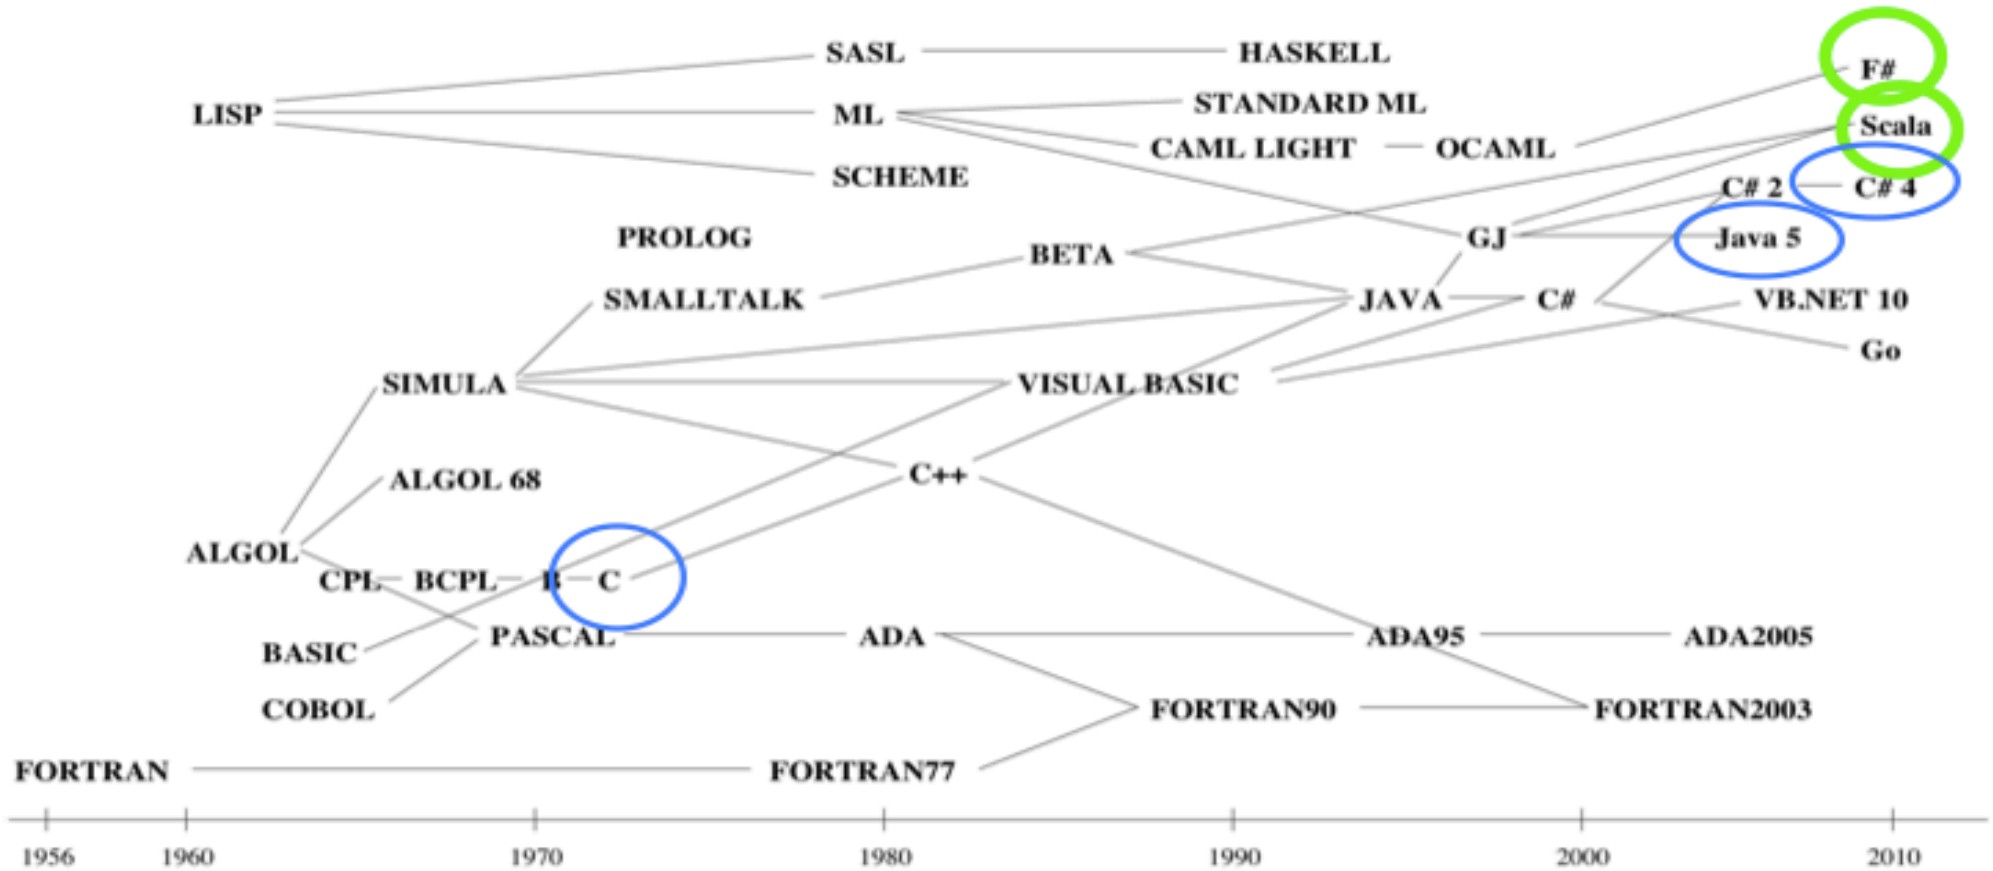 SASL HASKELL
F#
LISP ML STANDARD ML
CAML LIGHT OCAML Scala
SCHEME C# 2 C# 4
PROLOG BETA GJ Java 5
SMALLTALK JAVA C# VB.NET 10
Go
SIMULA VISUAL BASIC
ALGOL 68 C++
ALGOL
CPL BCPL B C
BASIC PASCAL ADA ADA95 ADA2005
COBOL FORTRAN90 FORTRAN2003
FORTRAN FORTRAN77
1956 1960 1970 1980 1990 2000 2010